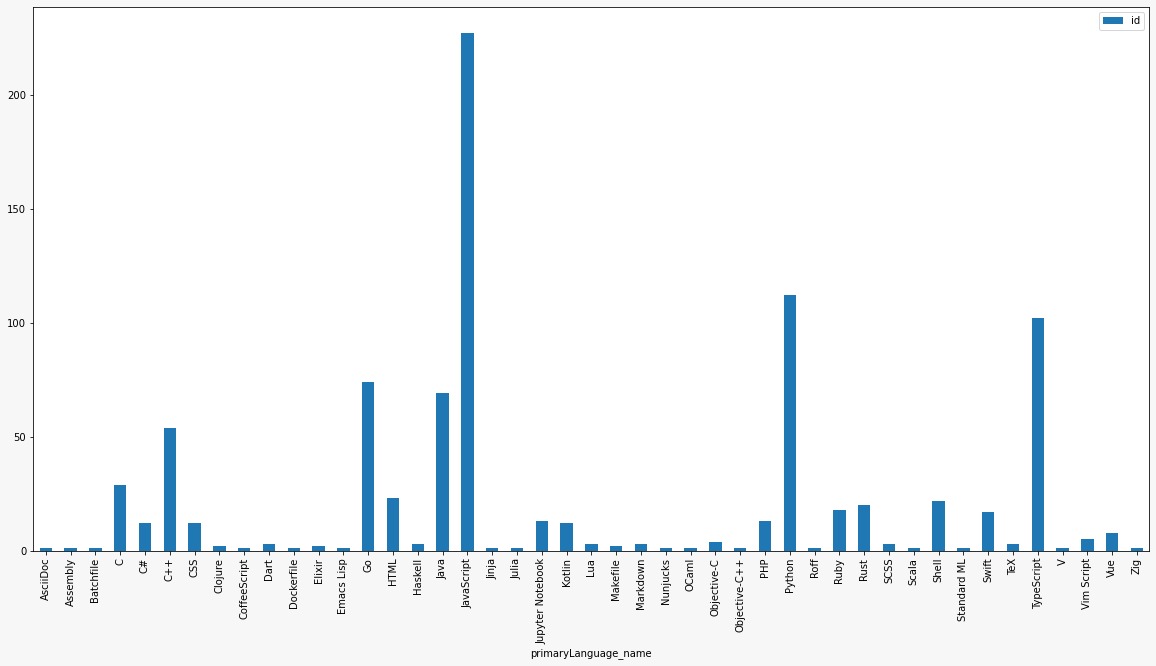 id
200
150
100
50
0
AsciiDoc
Assembly
Batchfile
C
C#
C++
CSS
Clojure
CoffeeScript
Dart
Dockerfile
Elixir
Emacs Lisp
Go
HTML
Haskell
Java
JavaScript
Jinja
Julia
Jupyter Notebook
Kotlin
Lua
Makefile
Markdown
Nunjucks
OCaml
Objective-C
Objective-C++
PHP
Python
Roff
Ruby
Rust
SCSS
Scala
Shell
Standard ML
Swift
TeX
TypeScript
V
Vim Script
Vue
Zig
primaryLanguage_name